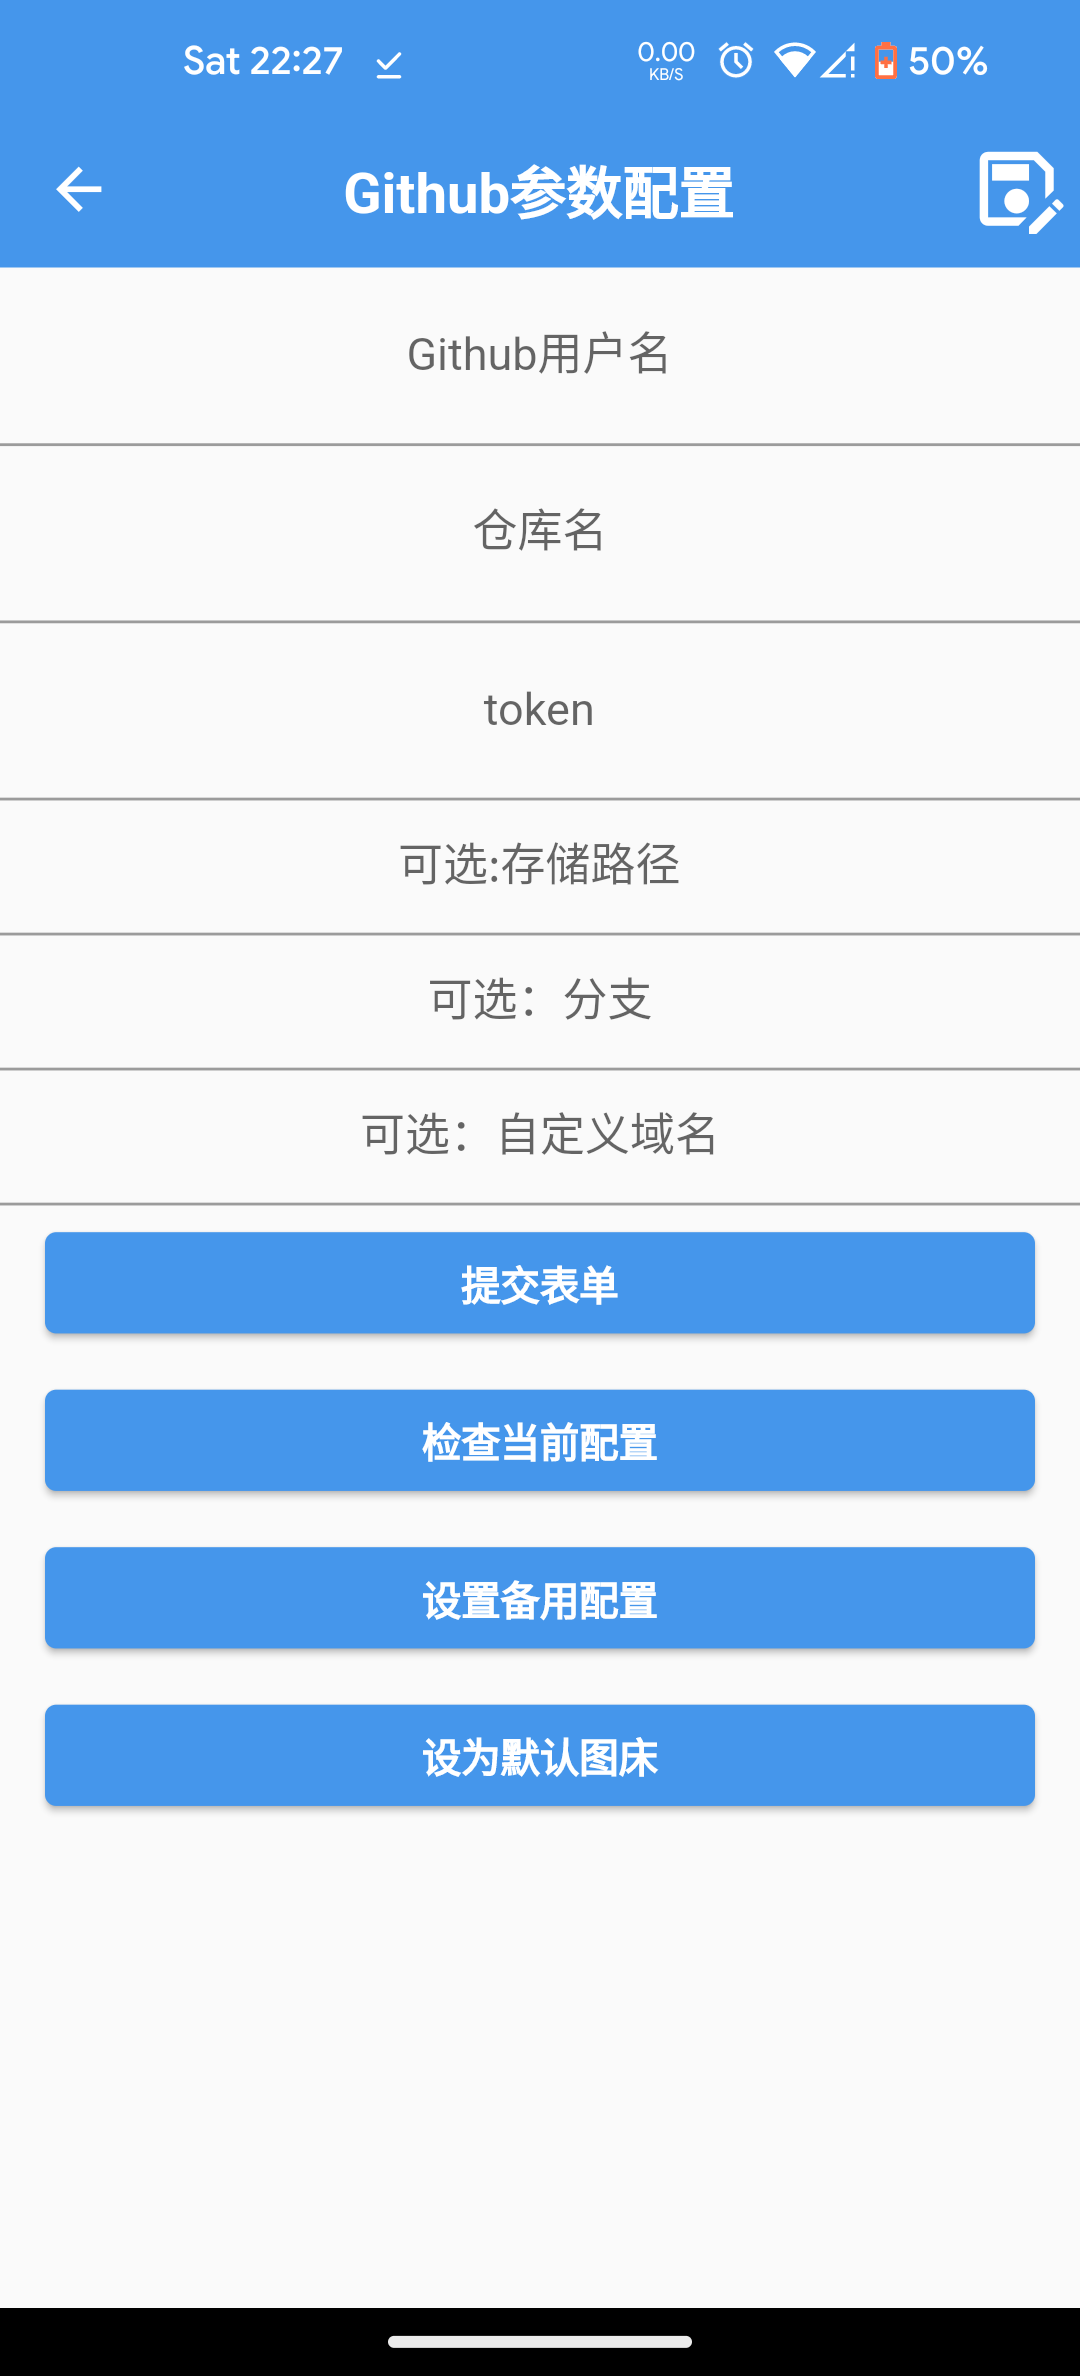 Sat 22:27
0.00
KB/S
50%
Github参数配置
Github用户名
仓库名
token
可选:存储路径
可选：分支
可选：自定义域名
提交表单
检查当前配置
设置备用配置
设为默认图床